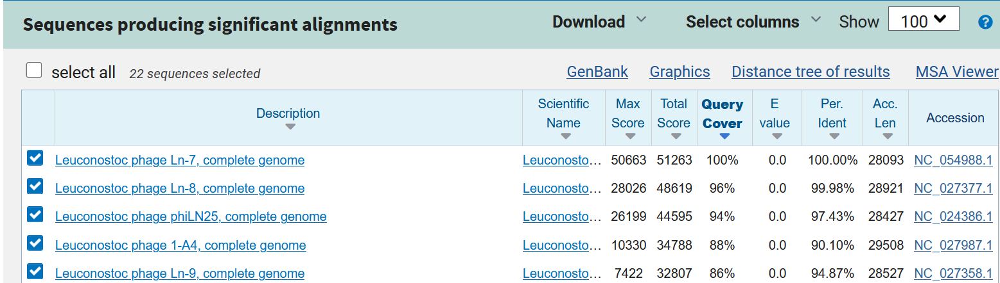 Sequences producing significant alignments Download Select columns Show 100 ?
select all 22 sequences selected GenBank Graphics Distance tree of results MSA Viewer
Description Scientific Name Max Score Total Score Query Cover E value Per. Ident Acc. Len Accession
Leuconostoc phage Ln-7, complete genome Leuconosto... 50663 51263 100% 0.0 100.00% 28093 NC_054988.1
Leuconostoc phage Ln-8, complete genome Leuconosto... 28026 48619 96% 0.0 99.98% 28921 NC_027377.1
Leuconostoc phage phiLN25, complete genome Leuconosto... 26199 44595 94% 0.0 97.43% 28427 NC_024386.1
Leuconostoc phage 1-A4, complete genome Leuconosto... 10330 34788 88% 0.0 90.10% 29508 NC_027987.1
Leuconostoc phage Ln-9, complete genome Leuconosto... 7422 32807 86% 0.0 94.87% 28527 NC_027358.1